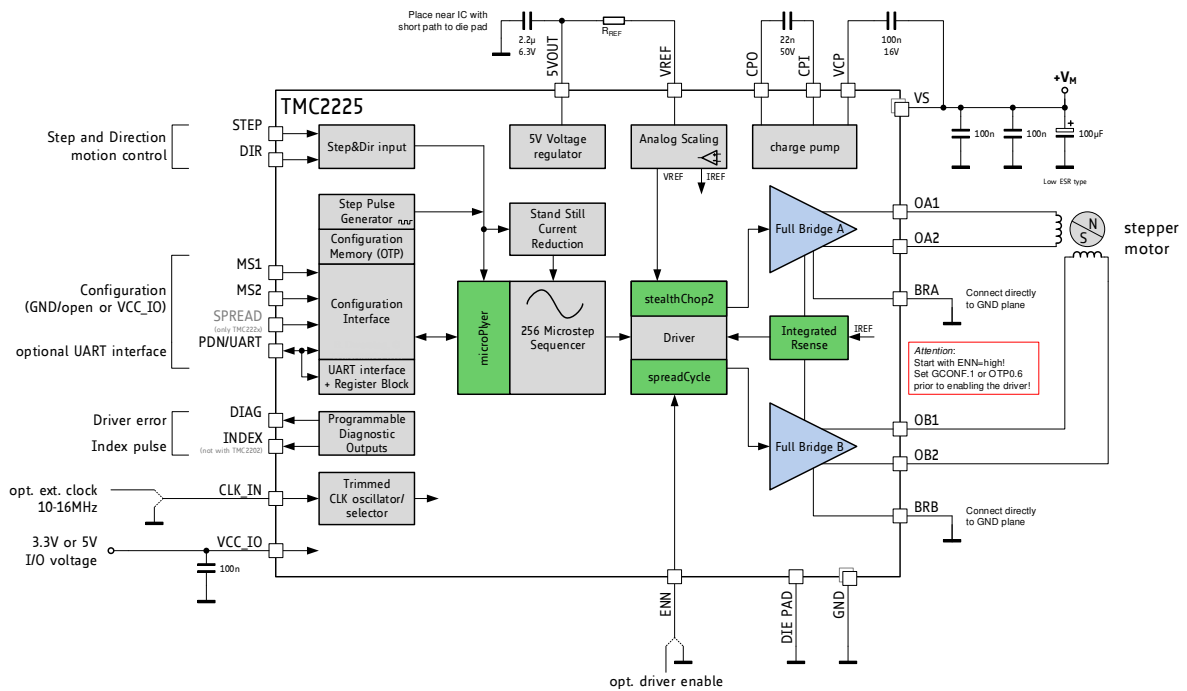 Place near IC with
short path to die pad
2.2µ
6.3V
RREF
22n
50V
100n
16V
5VOUT
VREF
CPO
CPI
VCP
+VM
TMC2225
VS
100n
100n
+
100µF
Low ESR type
Step and Direction
motion control
STEP
DIR
Step&Dir input
5V Voltage
regulator
Analog Scaling
VREF
IREF
charge pump
Step Pulse
Generator
Configuration
Memory (OTP)
Stand Still
Current
Reduction
Full Bridge A
OA1
OA2
N
S
stepper
motor
Configuration
(GND/open or VCC_IO)
optional UART interface
MS1
MS2
SPREAD
(only TMC222x)
PDN/UART
Configuration
Interface
UART interface
+ Register Block
microPlyer
256 Microstep
Sequencer
stealthChop2
Driver
spreadCycle
Integrated
Rsense
IREF
BRA
Connect directly
to GND plane
Attention:
Start with ENN=high!
Set GCONF.1 or OTP0.6
prior to enabling the driver!
Driver error
Index pulse
DIAG
INDEX
(not with TMC2202)
Programmable
Diagnostic
Outputs
Full Bridge B
OB1
OB2
opt. ext. clock
10-16MHz
CLK_IN
Trimmed
CLK oscillator/
selector
BRB
Connect directly
to GND plane
3.3V or 5V
I/O voltage
VCC_IO
100n
ENN
DIE PAD
GND
opt. driver enable